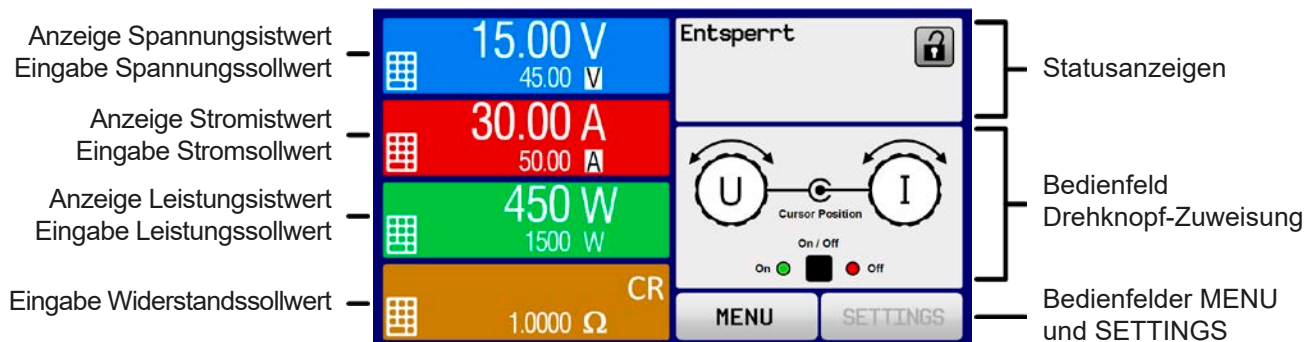 Anzeige Spannungsistwert
Eingabe Spannungssollwert
Anzeige Stromistwert
Eingabe Stromsollwert
Anzeige Leistungsistwert
Eingabe Leistungssollwert
Eingabe Widerstandssollwert
15.00 V
45.00 V
30.00 A
50.00 A
450 W
1500 W
CR
1.0000 Ω
Entsperrt
U
I
Cursor Position
On / Off
On
Off
MENU
SETTINGS
Statusanzeigen
Bedienfeld
Drehknopf-Zuweisung
Bedienfelder MENU
und SETTINGS